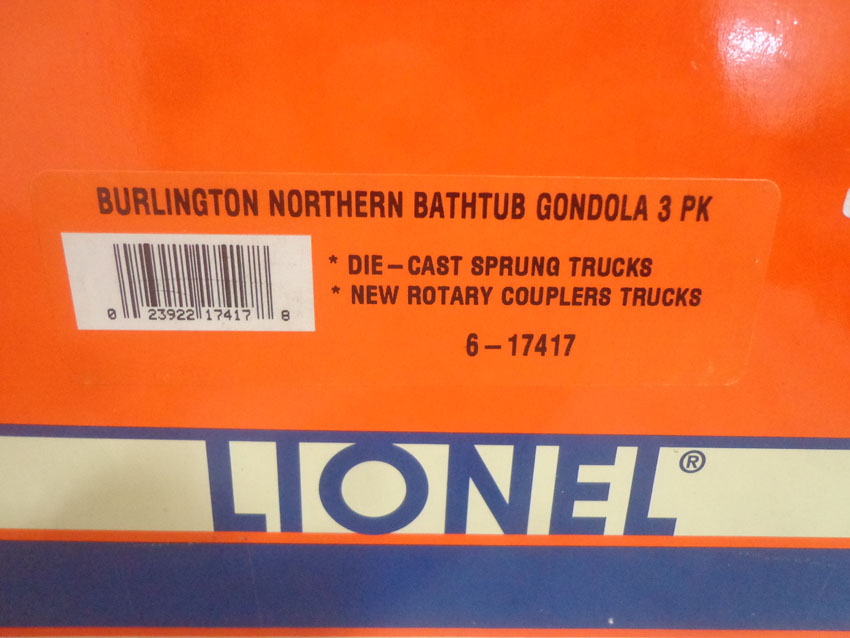 BURLINGTON NORTHERN BATHTUB GONDOLA 3 PK
* DIE-CAST SPRUNG TRUCKS
* NEW ROTARY COUPLERS TRUCKS
0 23922 17417 8
6-17417
LIONEL®